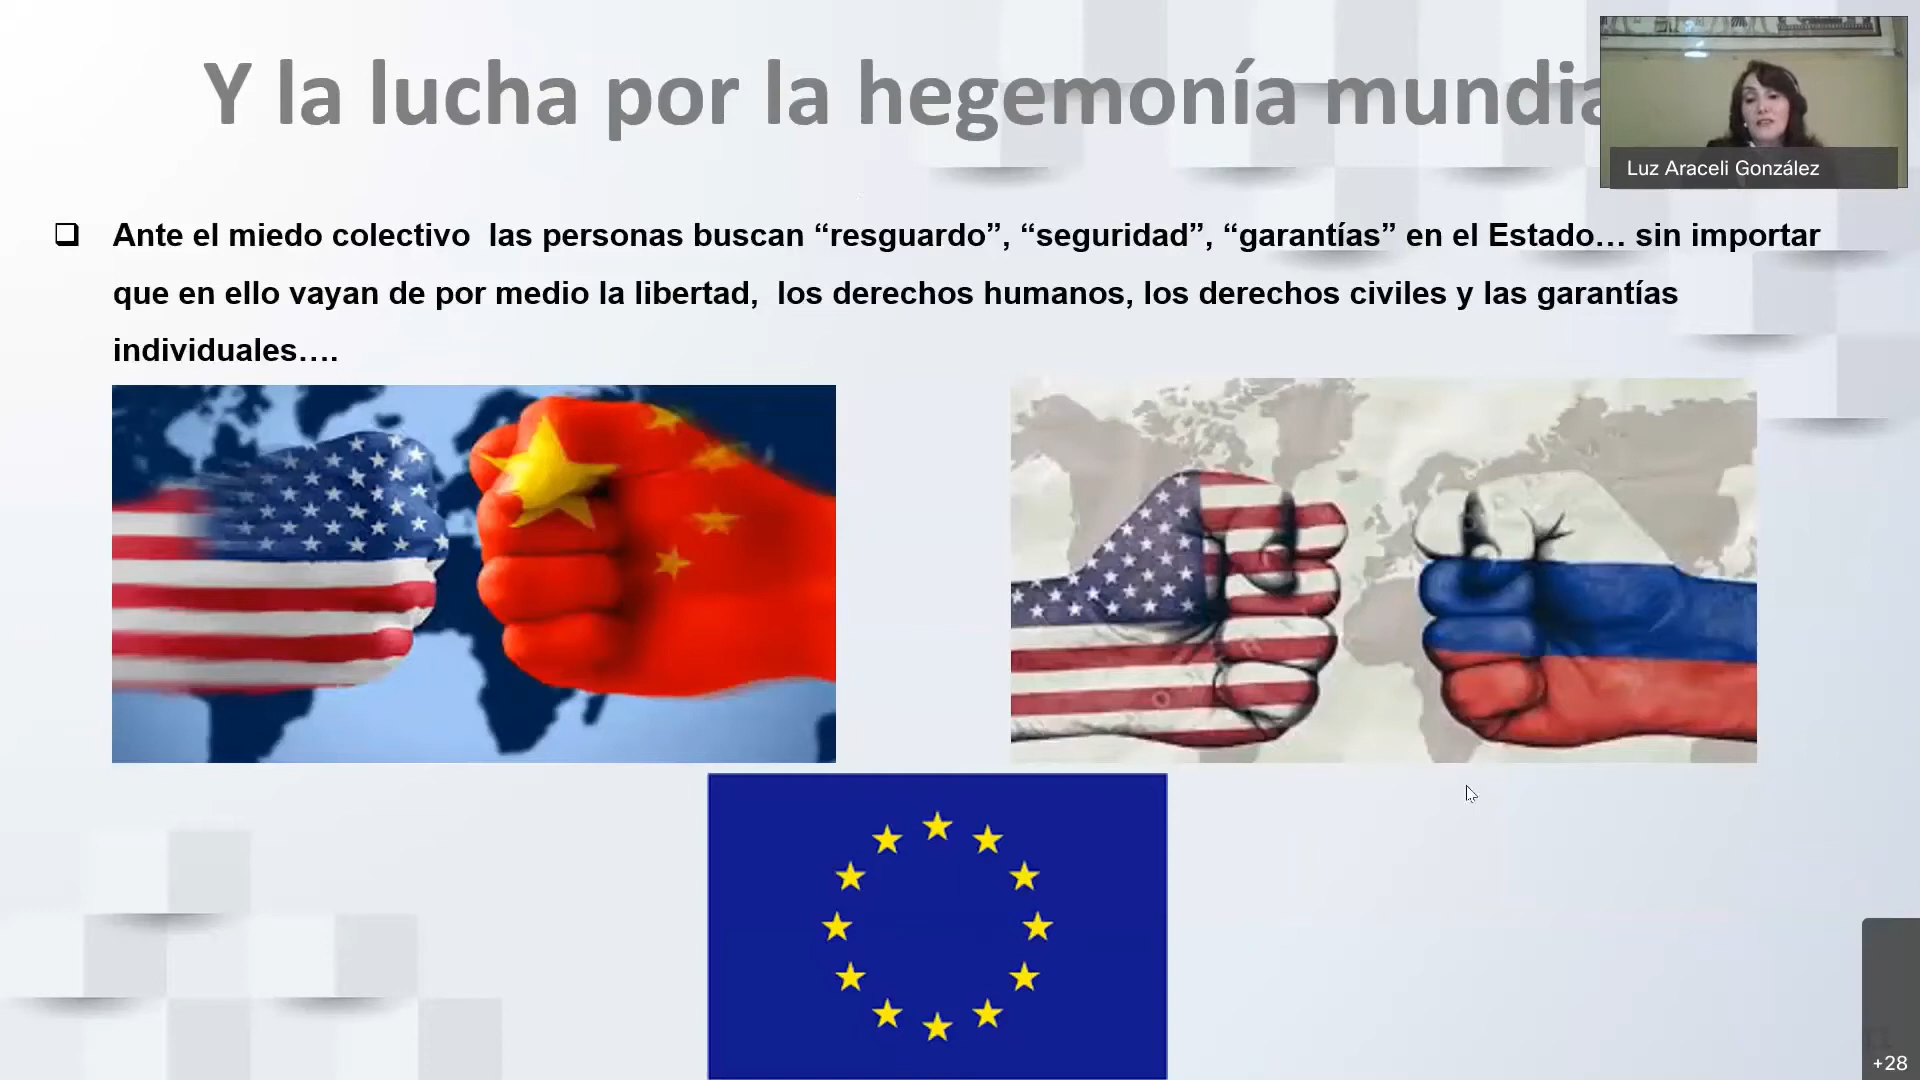 Y la lucha por la hegemonía mundia
Luz Araceli González
❑ Ante el miedo colectivo las personas buscan “resguardo”, “seguridad”, “garantías” en el Estado… sin importar
que en ello vayan de por medio la libertad, los derechos humanos, los derechos civiles y las garantías
individuales….
+28